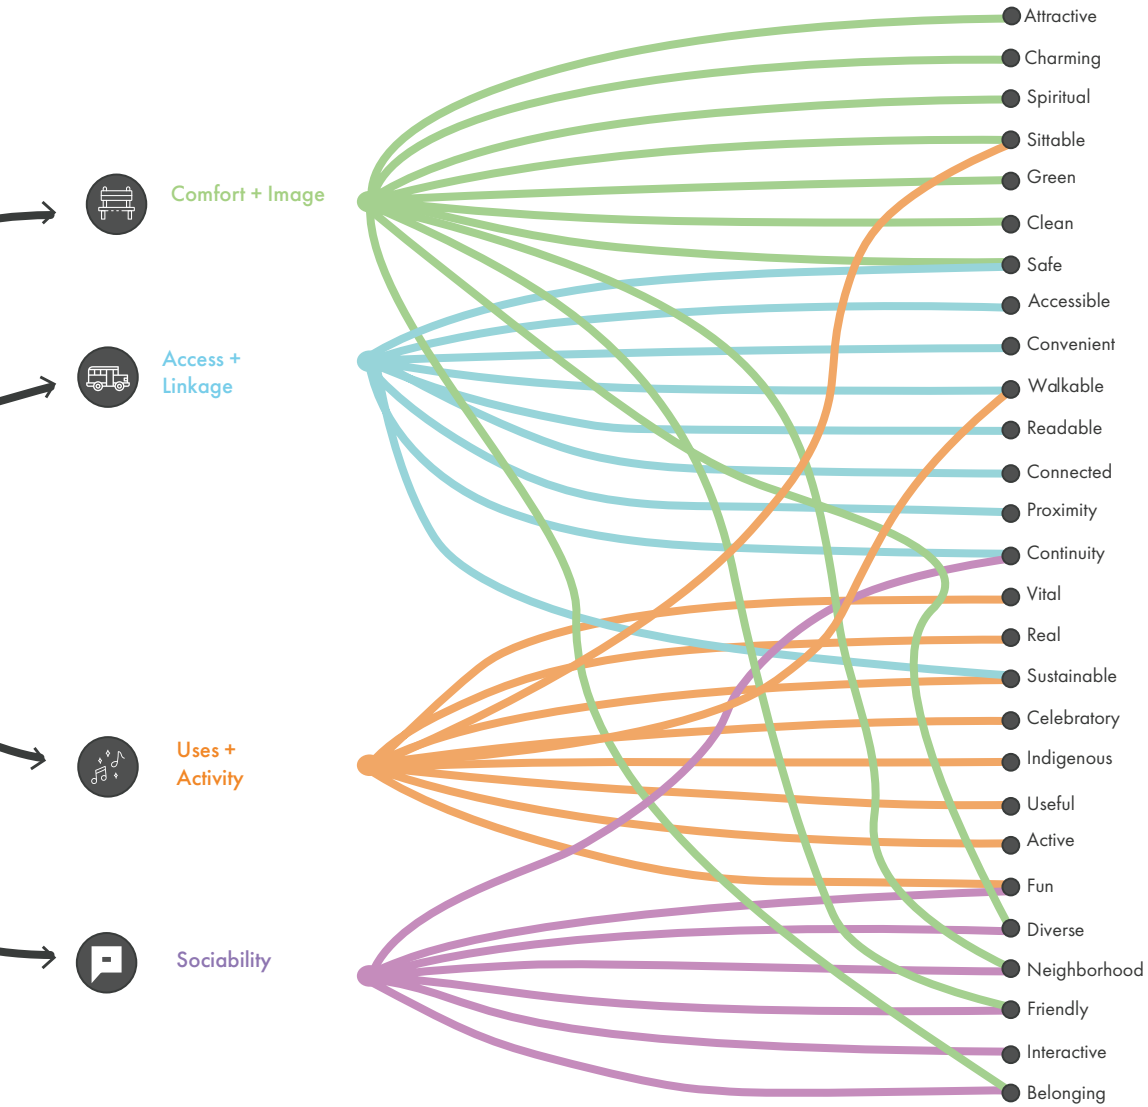 Comfort + Image
Access +
Linkage
Uses +
Activity
Sociability
Attractive
Charming
Spiritual
Sittable
Green
Clean
Safe
Accessible
Convenient
Walkable
Readable
Connected
Proximity
Continuity
Vital
Real
Sustainable
Celebratory
Indigenous
Useful
Active
Fun
Diverse
Neighborhood
Friendly
Interactive
Belonging